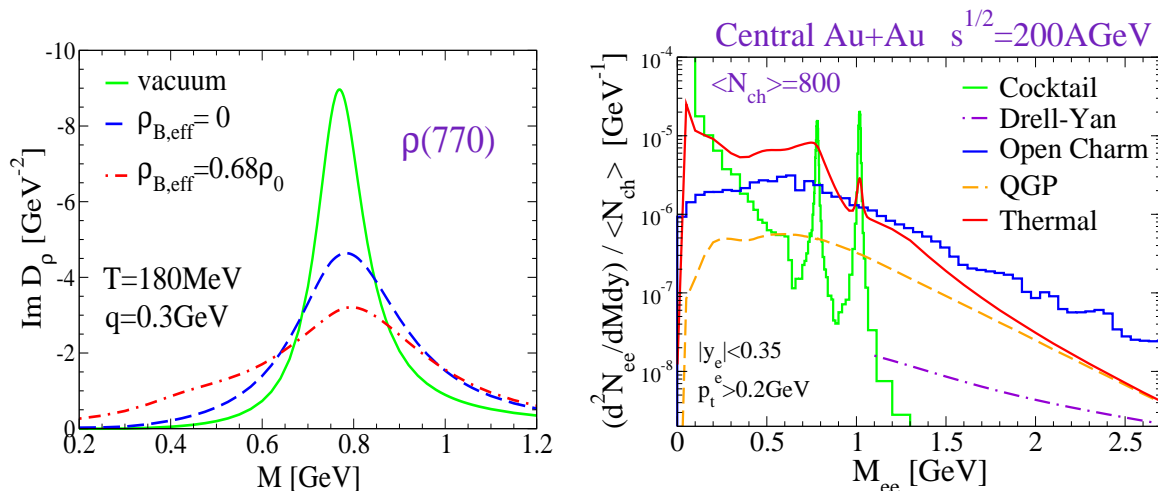 -10
-8
-6
-4
-2
0
0.2
0.4
0.6
0.8
1
1.2
M [GeV]
Im D_ρ [GeV^-2]
vacuum
ρ_B,eff= 0
ρ_B,eff=0.68ρ_0
ρ(770)
T=180MeV
q=0.3GeV
Central Au+Au s^1/2=200AGeV
<N_ch>=800
Cocktail
Drell-Yan
Open Charm
QGP
Thermal
|y_e|<0.35
p_t^e>0.2GeV
10^-4
10^-5
10^-6
10^-7
10^-8
0
0.5
1
1.5
2
2.5
M_ee [GeV]
(d^2N_ee/dMdy) / <N_ch> [GeV^-1]